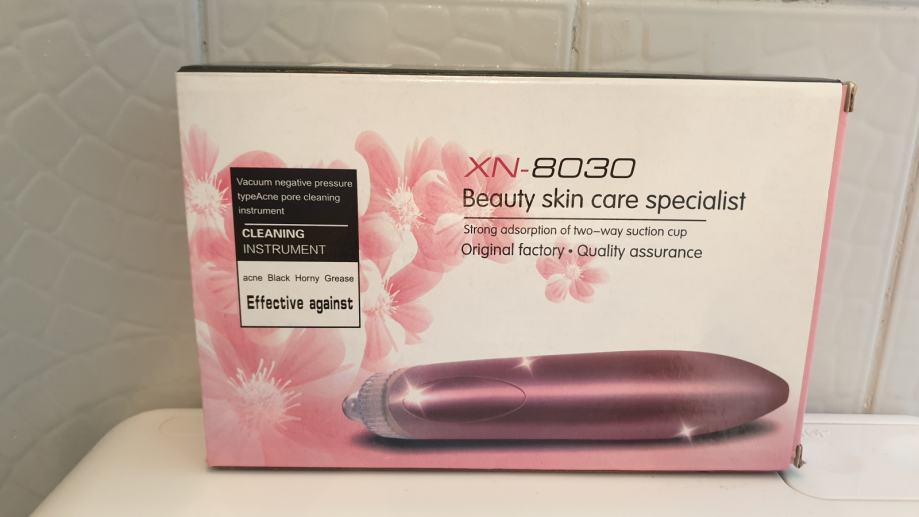 Vacuum negative pressure
typeAcne pore cleaning
instrument
CLEANING
INSTRUMENT
acne Black Horny Grease
Effective against
XN-8030
Beauty skin care specialist
Strong adsorption of two-way suction cup
Original factory • Quality assurance